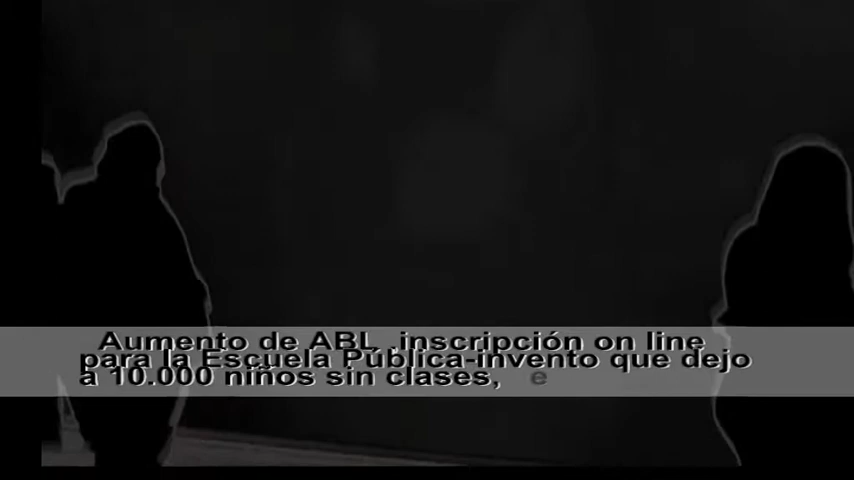 Aumento de ABL ,inscripción on line
para la Escuela Pública-invento que dejo
a 10.000 niños sin clases, e